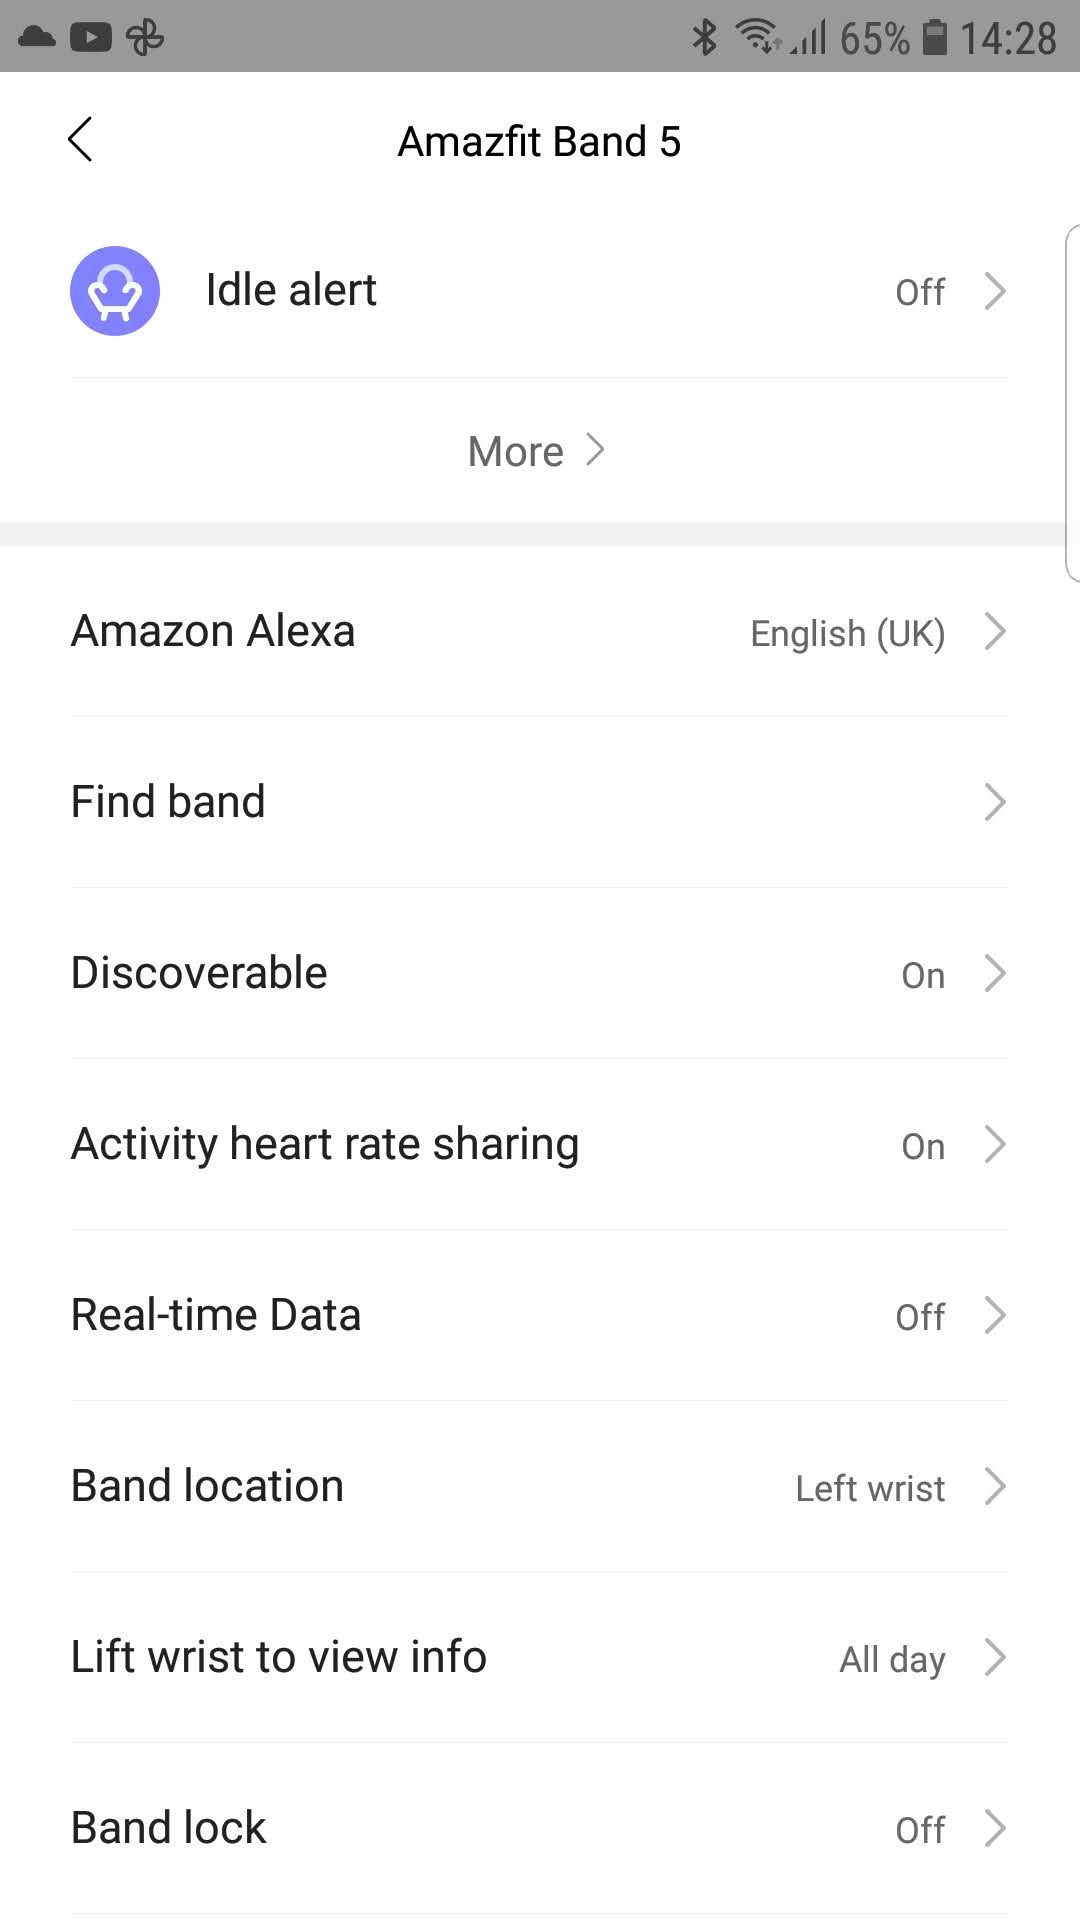 65% 14:28
Amazfit Band 5
Idle alert Off
More
Amazon Alexa English (UK)
Find band
Discoverable On
Activity heart rate sharing On
Real-time Data Off
Band location Left wrist
Lift wrist to view info All day
Band lock Off